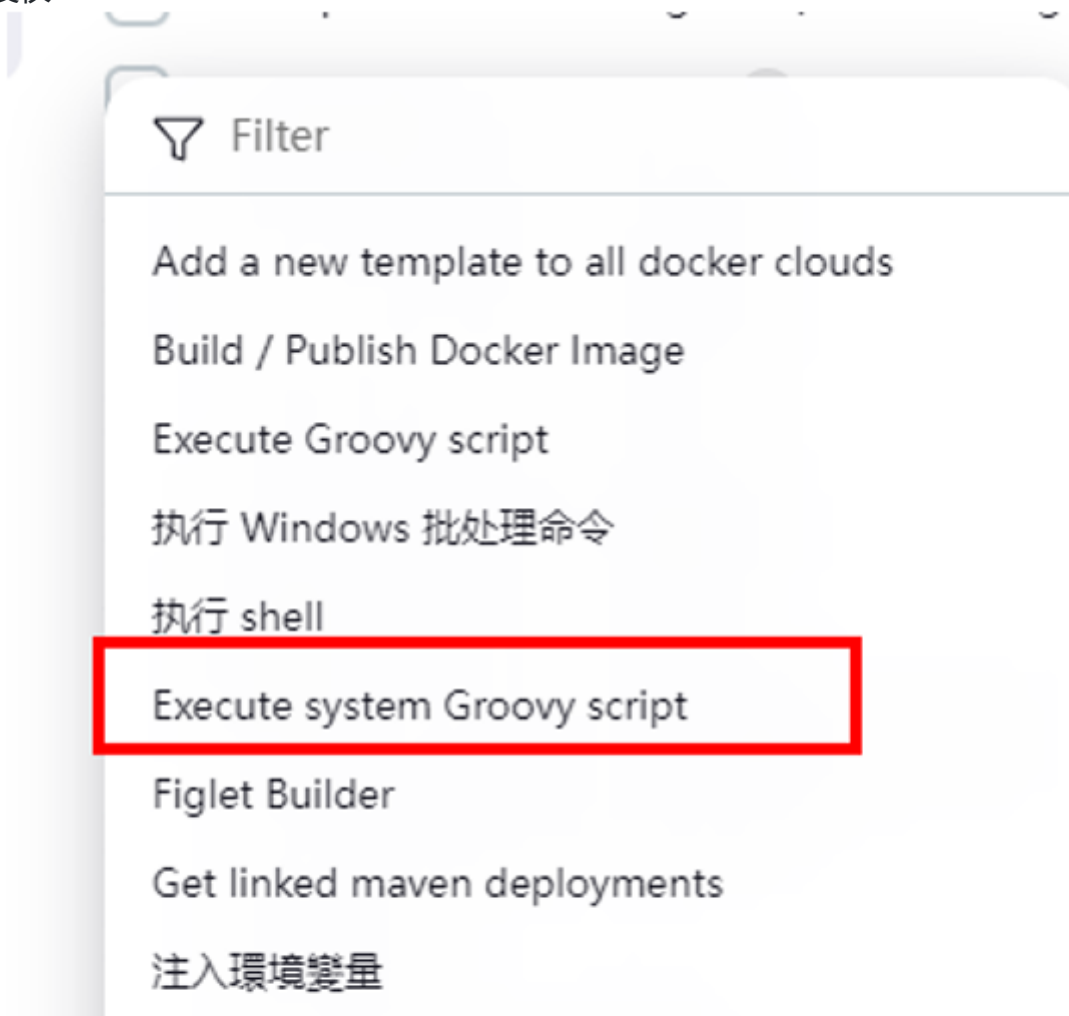 Filter
Add a new template to all docker clouds
Build / Publish Docker Image
Execute Groovy script
执行 Windows 批处理命令
执行 shell
Execute system Groovy script
Figlet Builder
Get linked maven deployments
注入環境變量